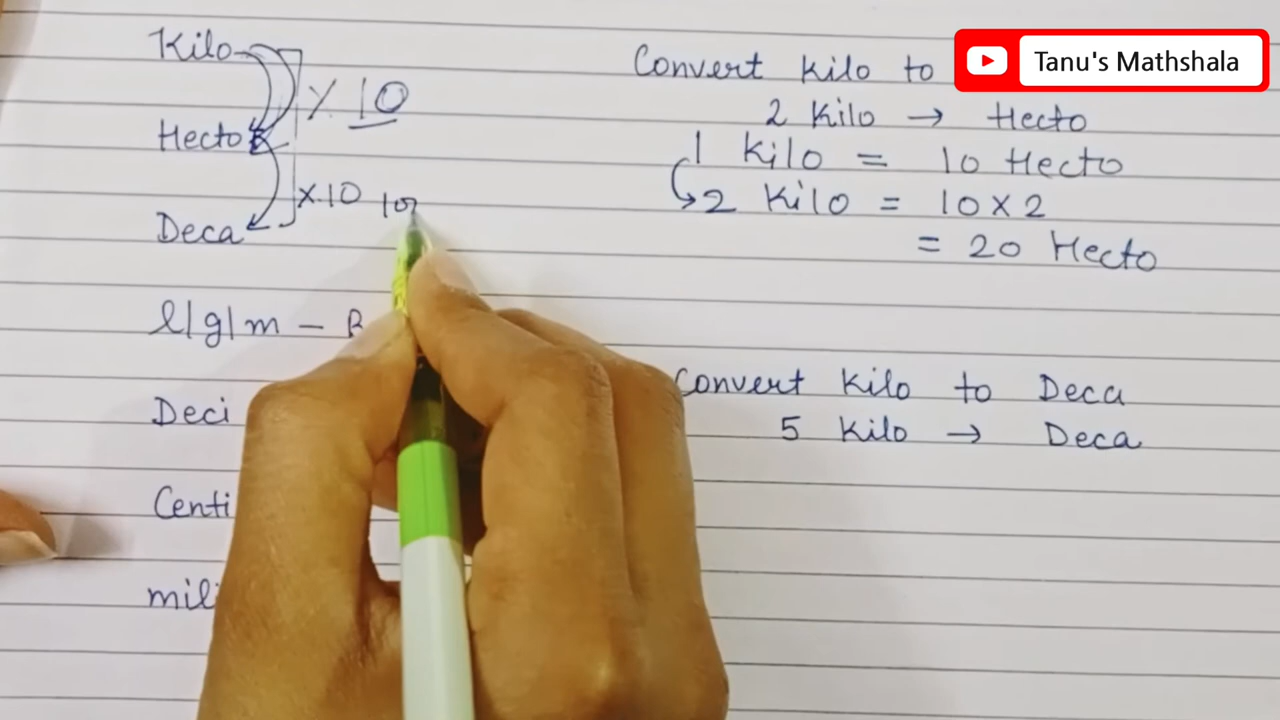 Kilo
× 10
Hecto
× 10 10
Deca
l/g/m –
Deci
Centi
mili
Convert Kilo to
2 Kilo → Hecto
1 Kilo = 10 Hecto
2 Kilo = 10 × 2
= 20 Hecto
Convert Kilo to Deca
5 Kilo → Deca
Tanu's Mathshala